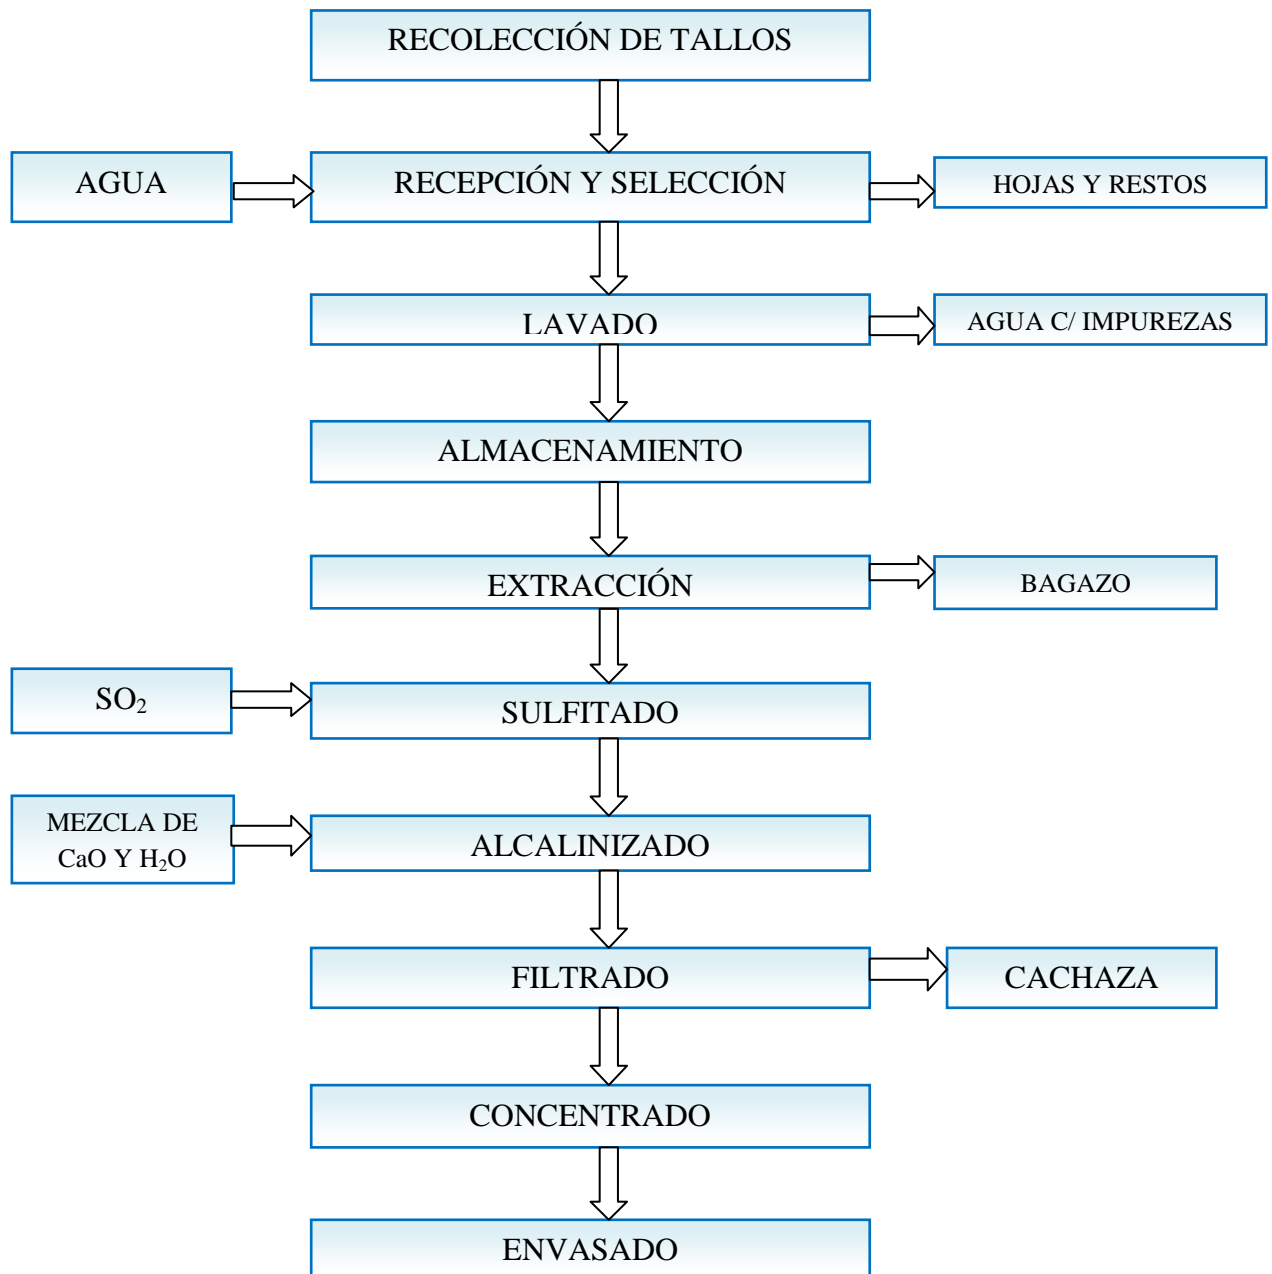 RECOLECCIÓN DE TALLOS
AGUA
RECEPCIÓN Y SELECCIÓN
HOJAS Y RESTOS
LAVADO
AGUA C/ IMPUREZAS
ALMACENAMIENTO
EXTRACCIÓN
BAGAZO
SO₂
SULFITADO
MEZCLA DE
CaO Y H₂O
ALCALINIZADO
FILTRADO
CACHAZA
CONCENTRADO
ENVASADO